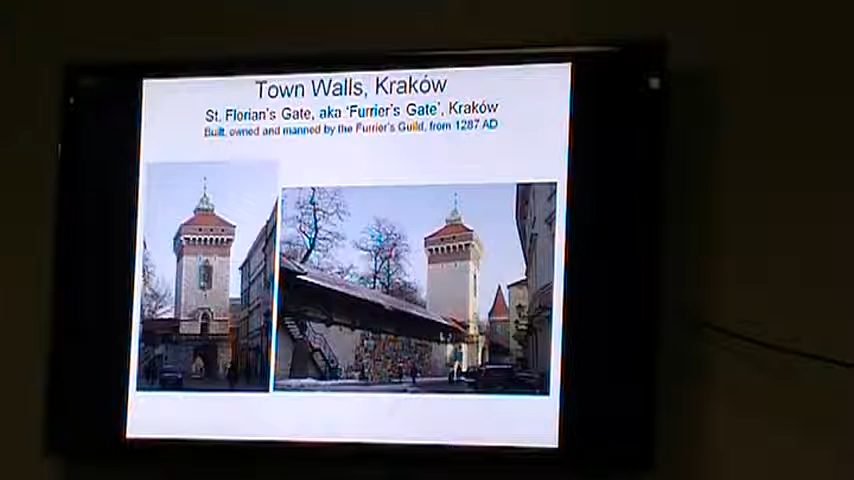 Town Walls, Kraków
St. Florian's Gate, aka 'Furrier's Gate', Kraków
Built, owned and manned by the Furrier's Guild, from 1287 AD